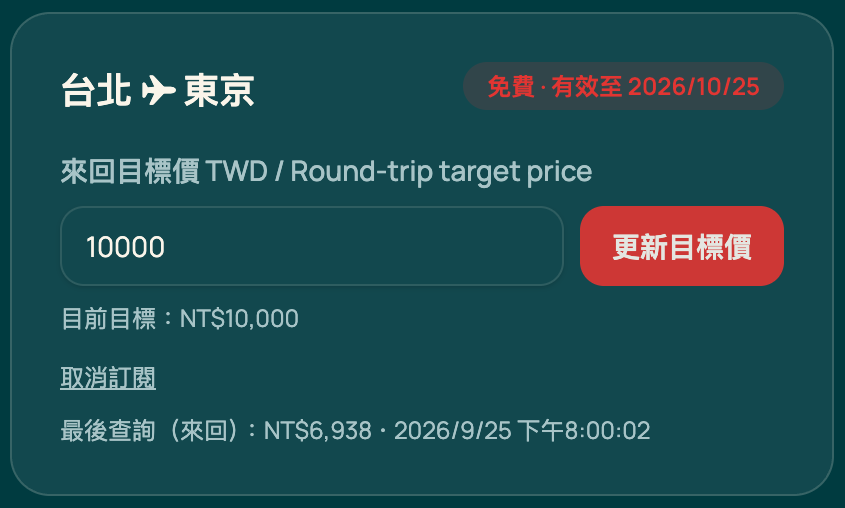 台北 ✈ 東京
免費 · 有效至 2026/10/25
來回目標價 TWD / Round-trip target price
10000
更新目標價
目前目標：NT$10,000
取消訂閱
最後查詢（來回）：NT$6,938 · 2026/9/25 下午8:00:02